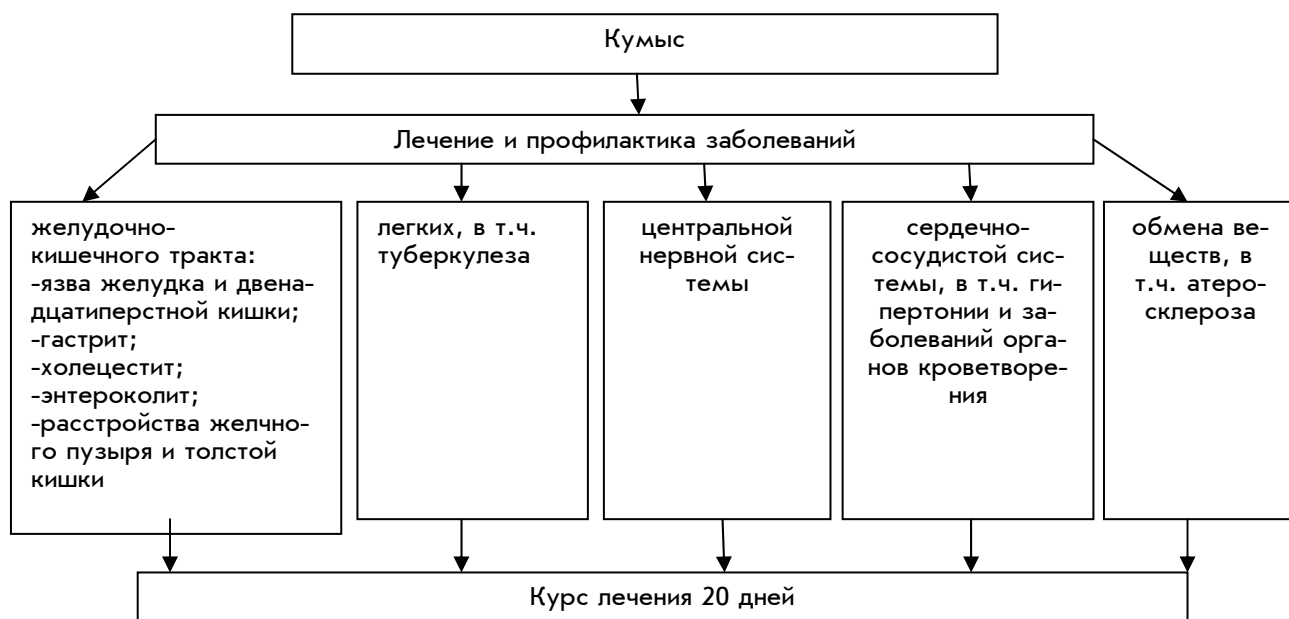 Кумыс
Лечение и профилактика заболеваний
желудочно-
кишечного тракта:
-язва желудка и двена-
дцатиперстной кишки;
-гастрит;
-холецестит;
-энтероколит;
-расстройства желчно-
го пузыря и толстой
кишки
легких, в т.ч.
туберкулеза
центральной
нервной сис-
темы
сердечно-
сосудистой сис-
темы, в т.ч. ги-
пертонии и за-
болеваний орга-
нов кроветворе-
ния
обмена ве-
ществ, в
т.ч. атеро-
склероза
Курс лечения 20 дней